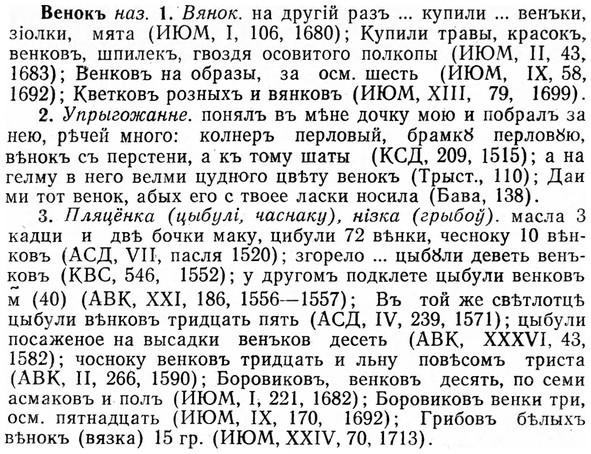 Венокъ наз. 1. Вянок. на другій разъ ... купили ... венъки,
зіолки, мята (ИЮМ, I, 106, 1680); Купили травы, красокъ,
венковъ, шпилекъ, гвоздя осовитого полкопы (ИЮМ, II, 43,
1683); Венковъ на образы, за осм. шесть (ИЮМ, IX, 58,
1692); Кветковъ розныхъ и вянковъ (ИЮМ, XIII, 79, 1699).
2. Упрыгожанне. понялъ въ мѣне дочку мою и побралъ за
нею, рѣчей много: колнеръ перловый, брамкꙋ перловꙋю,
вѣнокъ съ перстени, а къ тому шаты (КСД, 209, 1515); а на
гелму в него велми цудного цвѣту венокъ (Трыст., 110); Даи
ми тот венок, абых его с твоее ласки носила (Бава, 138).
3. Пляцёнка (цыбулі, часнаку), нізка (грыбоў). масла 3
кадци и двѣ бочки маку, цибули 72 вѣнки, чесноку 10 вѣн-
ковъ (АСД, VII, пасля 1520); згорело ... цыбꙋли деветь венъ-
ковъ (КВС, 546, 1552); у другомъ подклете цыбули венковъ
м҃ (40) (АВК, XXI, 186, 1556—1557); Въ той же свѣтлотцѣ
цыбули вѣнковъ тридцать пять (АСД, IV, 239, 1571); цыбули
посаженое на высадки венъков десеть (АВК, XXXVI, 43,
1582); чосноку венковъ тридцать и льну повѣсомъ триста
(АВК, II, 266, 1590); Боровиковъ, венковъ десять, по семи
асмаковъ и полъ (ИЮМ, I, 221, 1682); Боровиковъ венки три,
осм. пятнадцать (ИЮМ, IX, 170, 1692); Грибовъ бѣлыхъ
вѣнокъ (вязка) 15 гр. (ИЮМ, XXIV, 70, 1713).